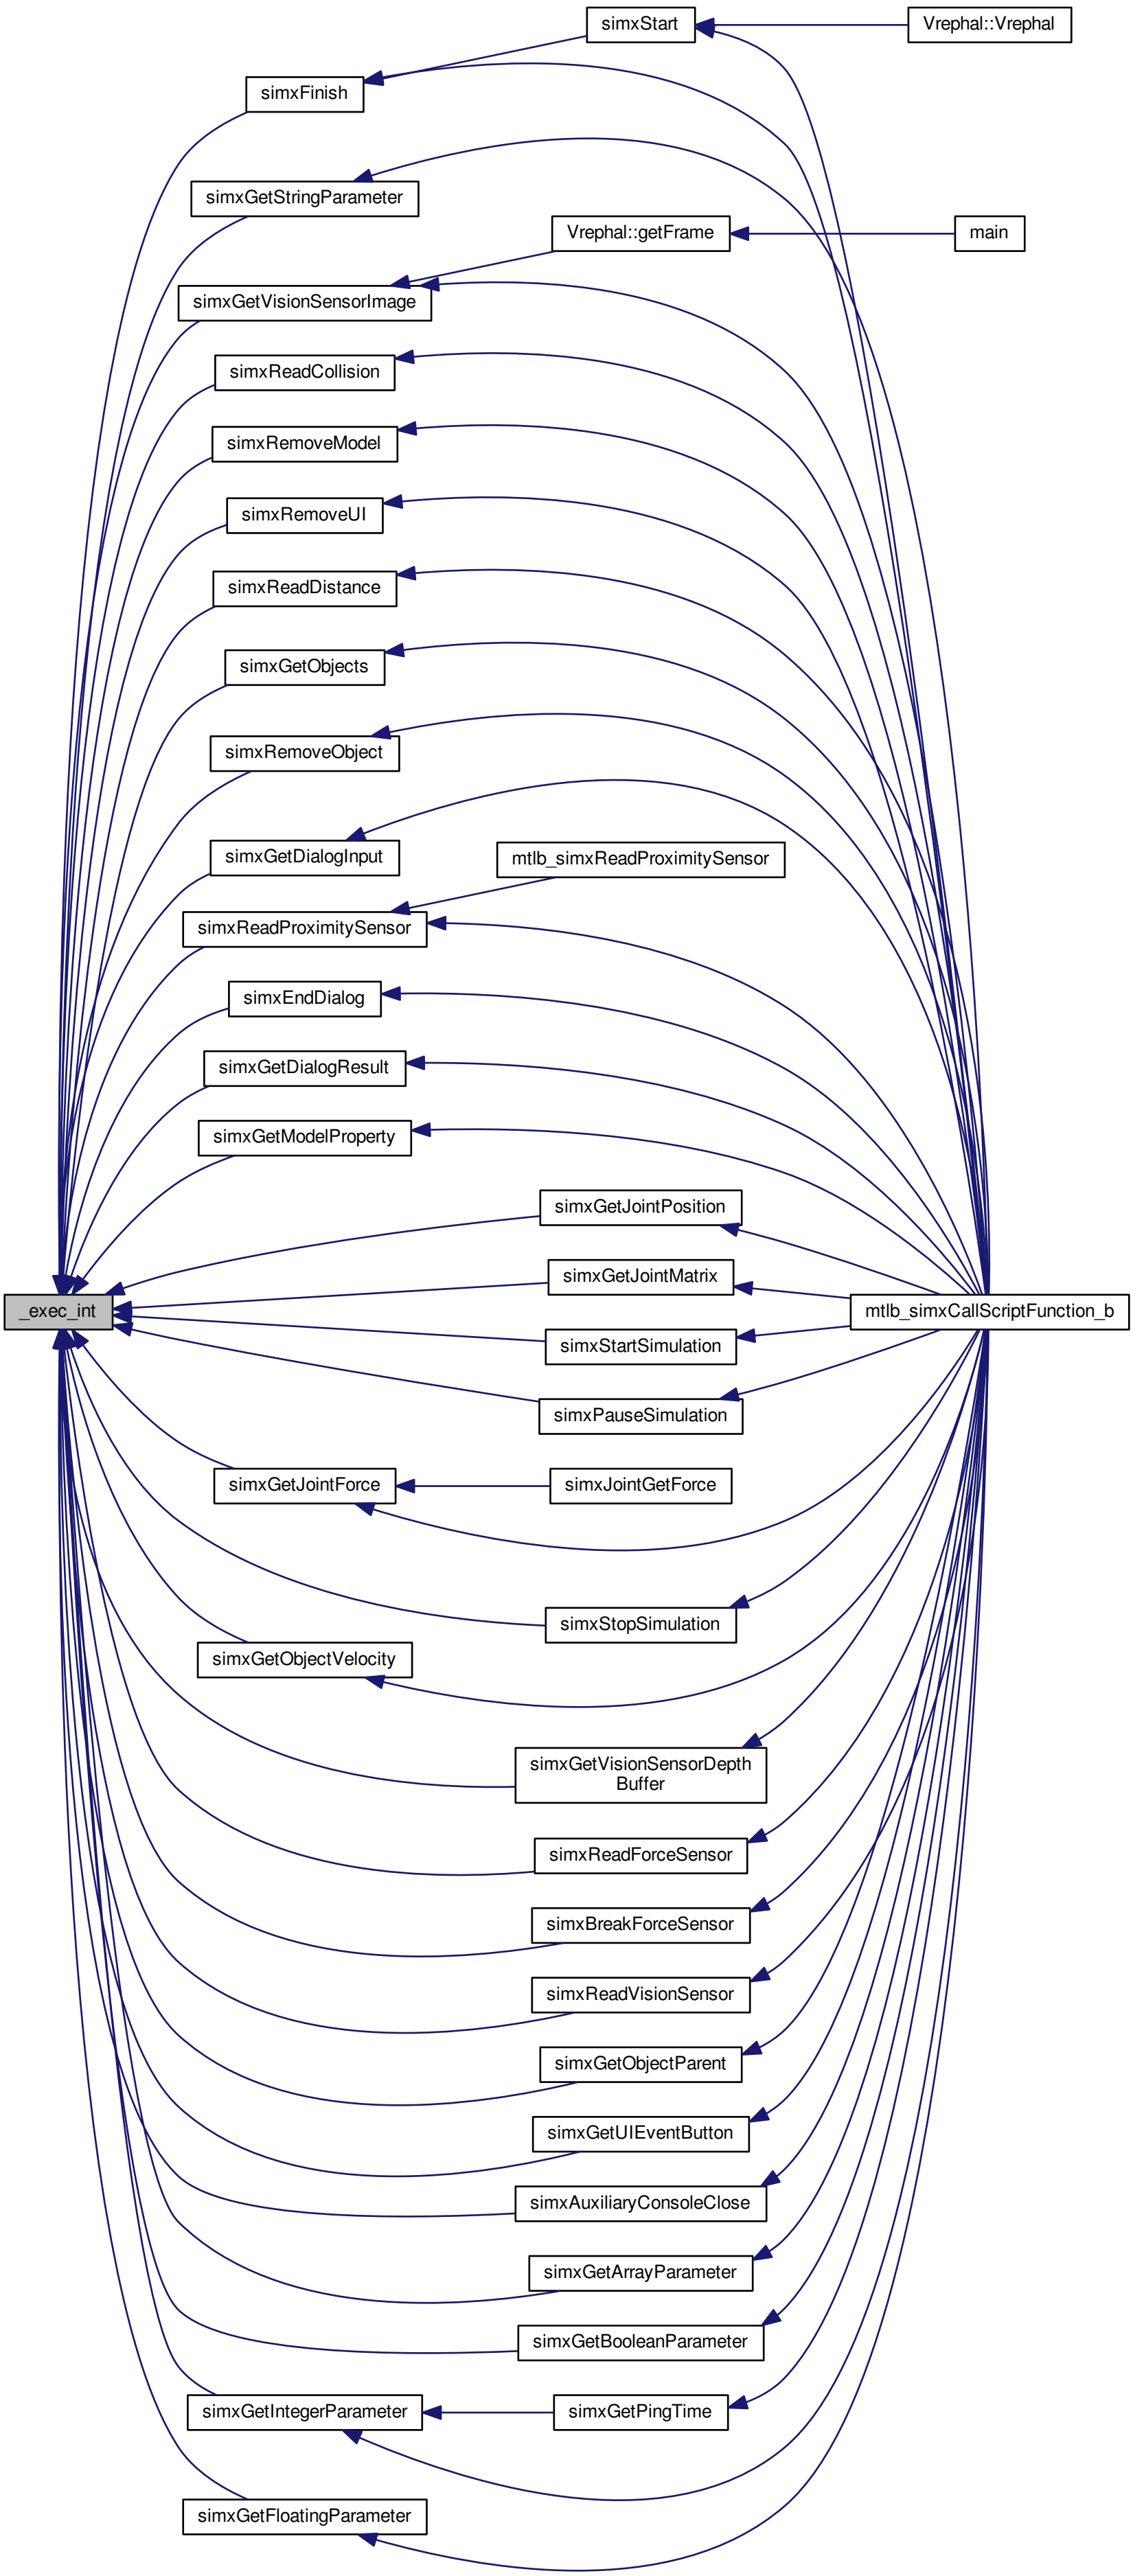 simxStart
Vrephal::Vrephal
simxFinish
simxGetStringParameter
Vrephal::getFrame
main
simxGetVisionSensorImage
simxReadCollision
simxRemoveModel
simxRemoveUI
simxReadDistance
simxGetObjects
simxRemoveObject
simxGetDialogInput
mtlb_simxReadProximitySensor
simxReadProximitySensor
simxEndDialog
simxGetDialogResult
simxGetModelProperty
simxGetJointPosition
simxGetJointMatrix
_exec_int
mtlb_simxCallScriptFunction_b
simxStartSimulation
simxPauseSimulation
simxGetJointForce
simxJointGetForce
simxStopSimulation
simxGetObjectVelocity
simxGetVisionSensorDepth
Buffer
simxReadForceSensor
simxBreakForceSensor
simxReadVisionSensor
simxGetObjectParent
simxGetUIEventButton
simxAuxiliaryConsoleClose
simxGetArrayParameter
simxGetBooleanParameter
simxGetIntegerParameter
simxGetPingTime
simxGetFloatingParameter